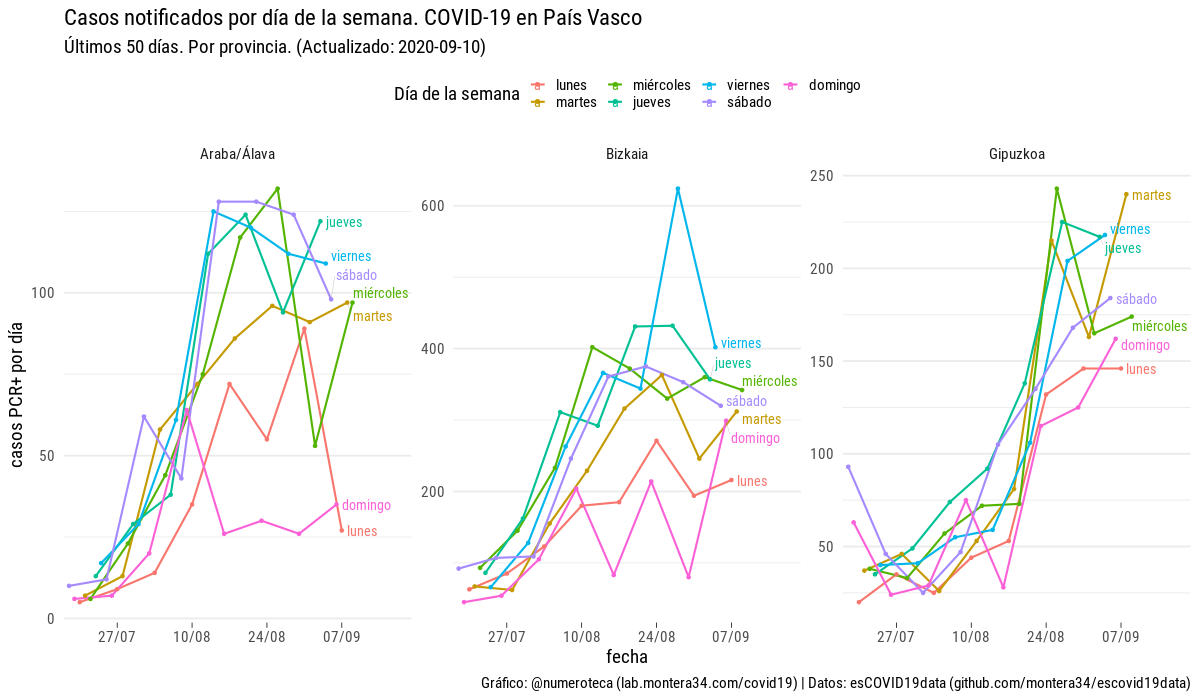 Casos notificados por día de la semana. COVID-19 en País Vasco
Últimos 50 días. Por provincia. (Actualizado: 2020-09-10)
Día de la semana
lunes miércoles viernes domingo
martes jueves sábado
Araba/Álava
Bizkaia
Gipuzkoa
casos PCR+ por día
100
50
0
jueves
viernes
sábado
miércoles
martes
domingo
lunes
27/07 10/08 24/08 07/09
600
400
200
viernes
jueves
miércoles
sábado
martes
domingo
lunes
27/07 10/08 24/08 07/09
250
200
150
100
50
martes
viernes
jueves
sábado
miércoles
domingo
lunes
27/07 10/08 24/08 07/09
fecha
Gráfico: @numeroteca (lab.montera34.com/covid19) | Datos: esCOVID19data (github.com/montera34/escovid19data)